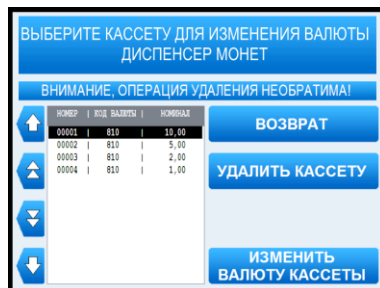 ВЫБЕРИТЕ КАССЕТУ ДЛЯ ИЗМЕНЕНИЯ ВАЛЮТЫ
ДИСПЕНСЕР МОНЕТ
ВНИМАНИЕ, ОПЕРАЦИЯ УДАЛЕНИЯ НЕОБРАТИМА!
НОМЕР | КОД ВАЛЮТЫ | НОМИНАЛ
00001 | 810 | 10,00
00002 | 810 | 5,00
00003 | 810 | 2,00
00004 | 810 | 1,00
ВОЗВРАТ
УДАЛИТЬ КАССЕТУ
ИЗМЕНИТЬ
ВАЛЮТУ КАССЕТЫ